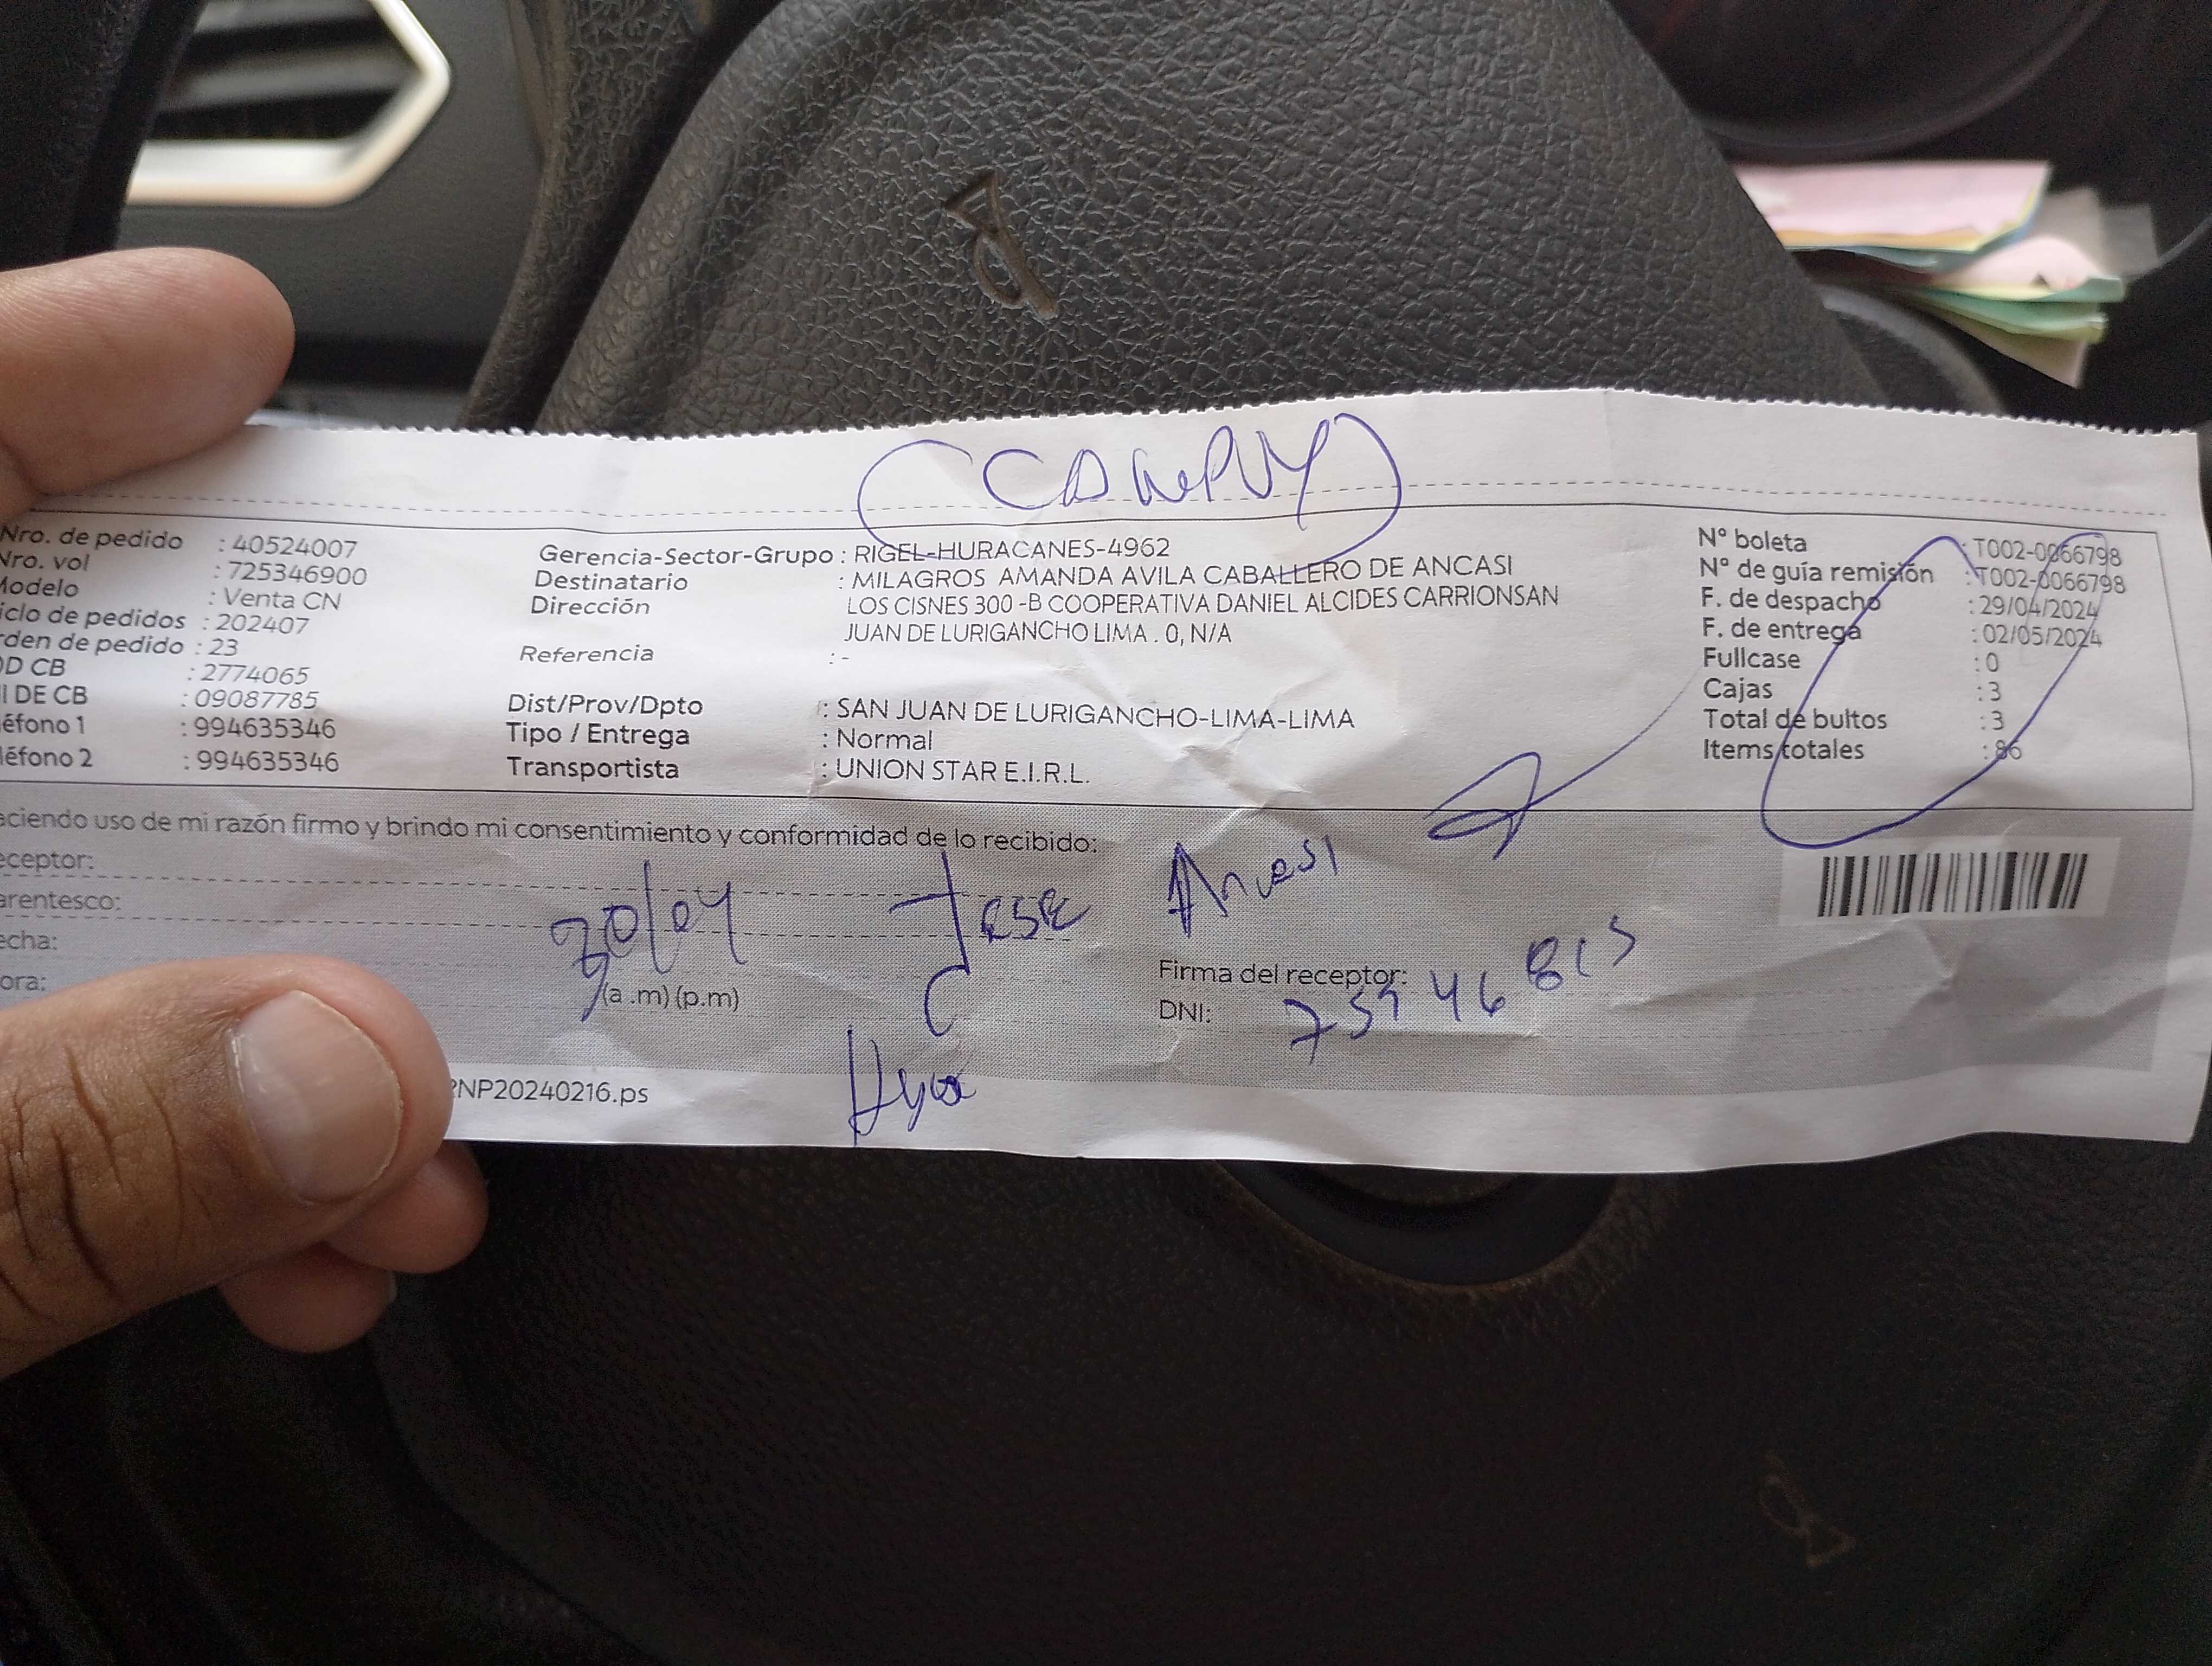 Nro. de pedido : 40524007
Nro. vol : 725346900
Modelo : Venta CN
iclo de pedidos : 202407
rden de pedido : 23
OD CB : 2774065
I DE CB : 09087785
éfono 1 : 994635346
léfono 2 : 994635346
Gerencia-Sector-Grupo : RIGEL-HURACANES-4962
Destinatario : MILAGROS AMANDA AVILA CABALLERO DE ANCASI
Dirección LOS CISNES 300 -B COOPERATIVA DANIEL ALCIDES CARRIONSAN
JUAN DE LURIGANCHO LIMA . 0, N/A
Referencia : -
Dist/Prov/Dpto : SAN JUAN DE LURIGANCHO-LIMA-LIMA
Tipo / Entrega : Normal
Transportista : UNION STAR E.I.R.L.
N° boleta : T002-0066798
N° de guía remisión : T002-0066798
F. de despacho : 29/04/2024
F. de entrega : 02/05/2024
Fullcase : 0
Cajas : 3
Total de bultos : 3
Items totales : 86
aciendo uso de mi razón firmo y brindo mi consentimiento y conformidad de lo recibido:
eceptor:
arentesco:
echa: 30/04
ora: (a .m) (p.m)
Ancasi
Firma del receptor:
DNI:
RNP20240216.ps